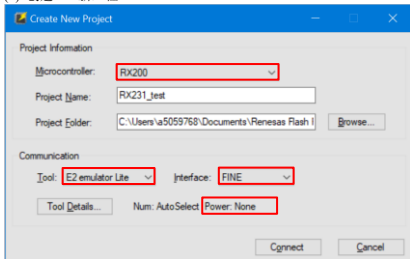 Create New Project
Project Information
Microcontroller: RX200
Project Name: RX231_test
Project Folder: C:\Users\a5059768\Documents\Renesas Flash I Browse...
Communication
Tool: E2 emulator Lite Interface: FINE
Tool Details... Num: AutoSelect Power: None
Connect Cancel